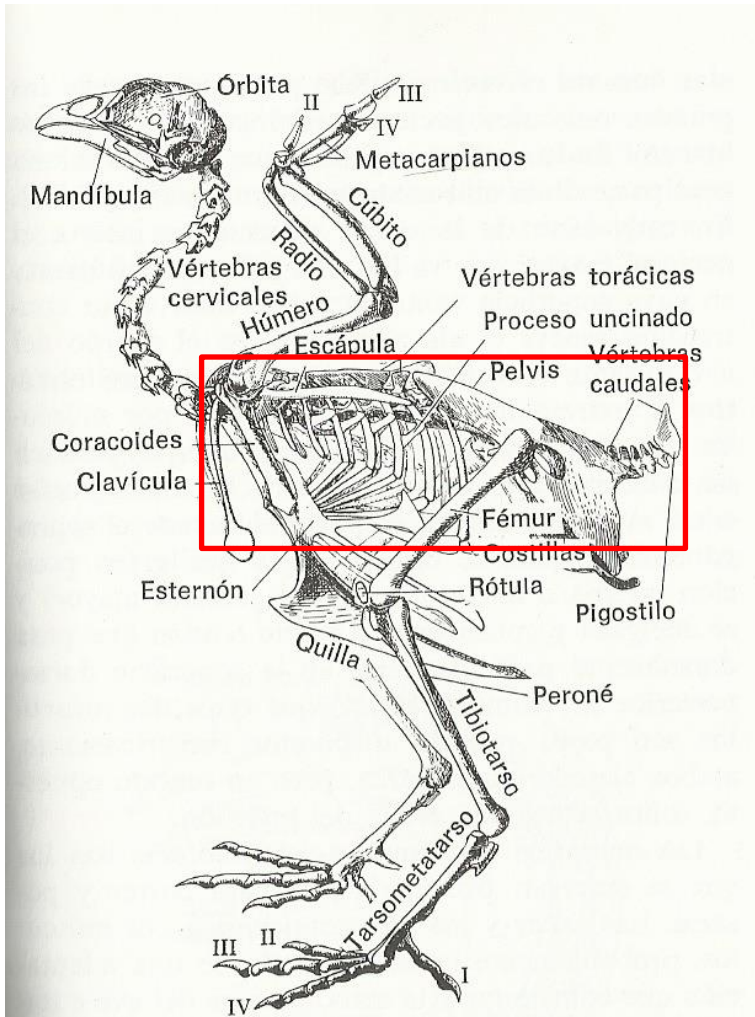 Órbita
II
III
IV
Metacarpianos
Mandíbula
Cúbito
Radio
Vértebras
cervicales
Húmero
Vértebras torácicas
Proceso uncinado
Escápula
Pelvis
Vértebras
caudales
Coracoides
Clavícula
Fémur
Costillas
Esternón
Rótula
Pigostilo
Quilla
Peroné
Tibiotarso
Tarsometatarso
II
III
I
IV